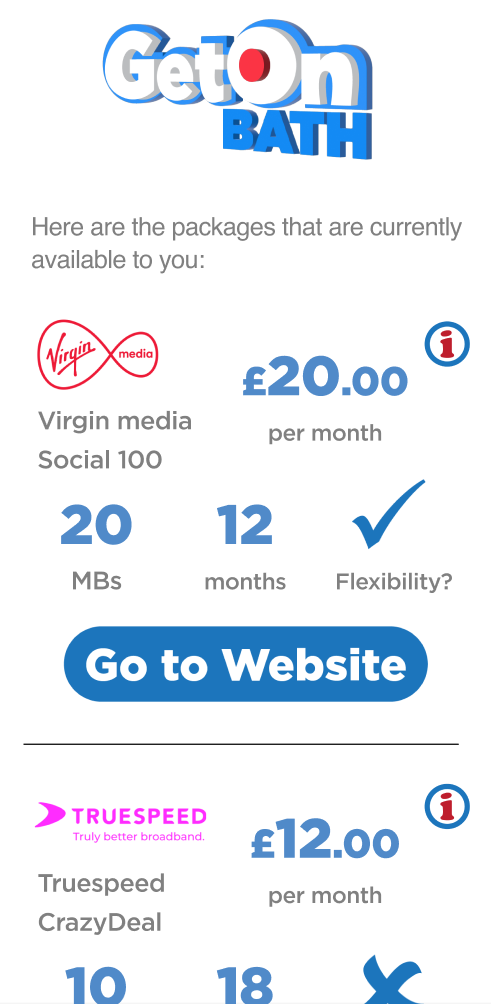 GetOn
BATH
Here are the packages that are currently
available to you:
Virgin media
i
£20.00
Virgin media
per month
Social 100
20
12
MBs
months
Flexibility?
Go to Website
TRUESPEED
Truly better broadband.
i
£12.00
Truespeed
per month
CrazyDeal
10
18